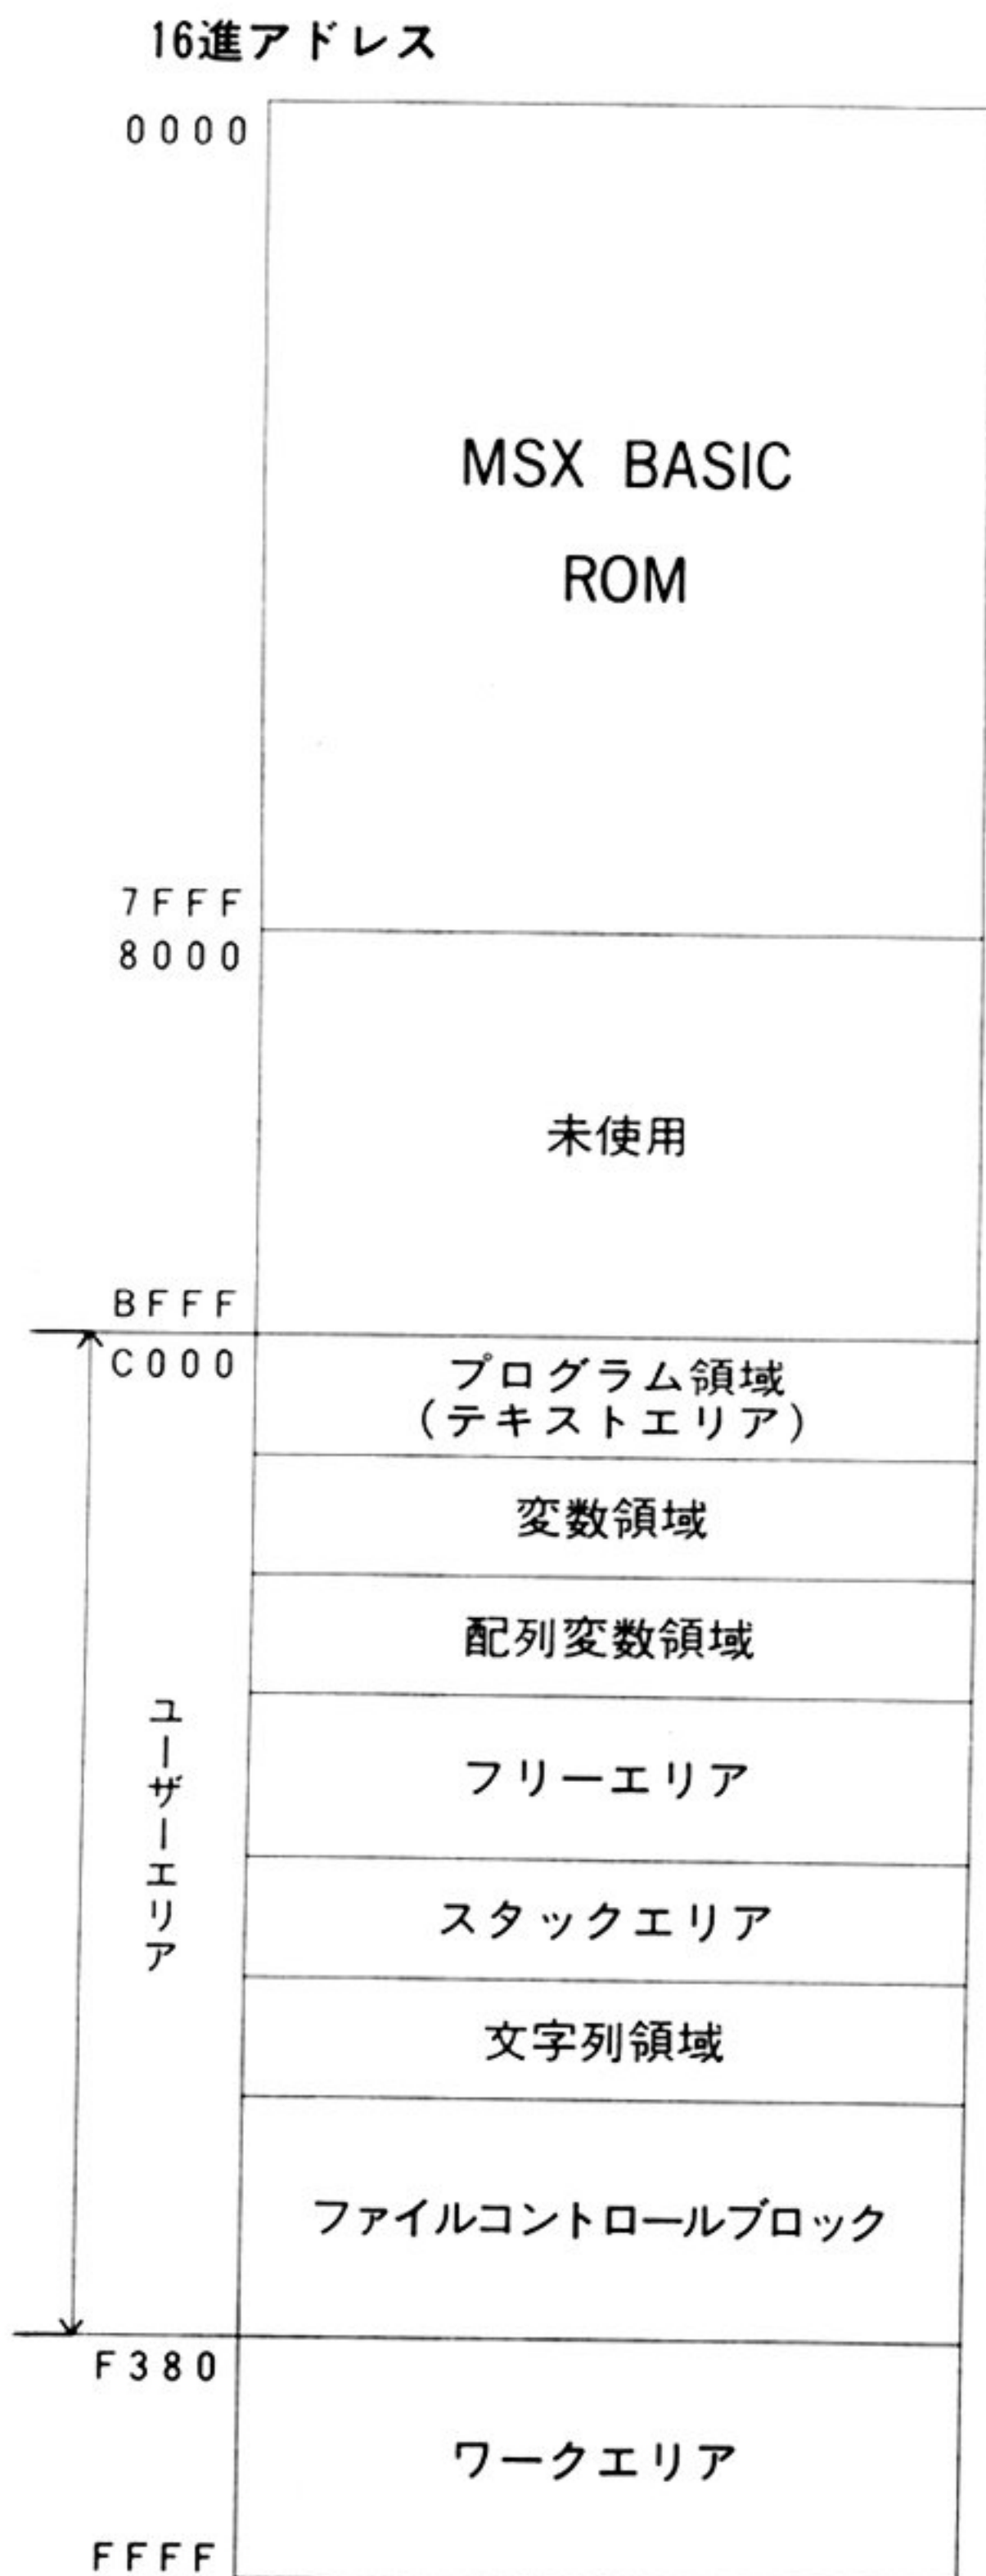 16進アドレス
0000
MSX BASIC
ROM
7FFF
8000
未使用
BFFF
C000
プログラム領域
(テキストエリア)
変数領域
配列変数領域
ユーザーエリア
フリーエリア
スタックエリア
文字列領域
ファイルコントロールブロック
F380
ワークエリア
FFFF